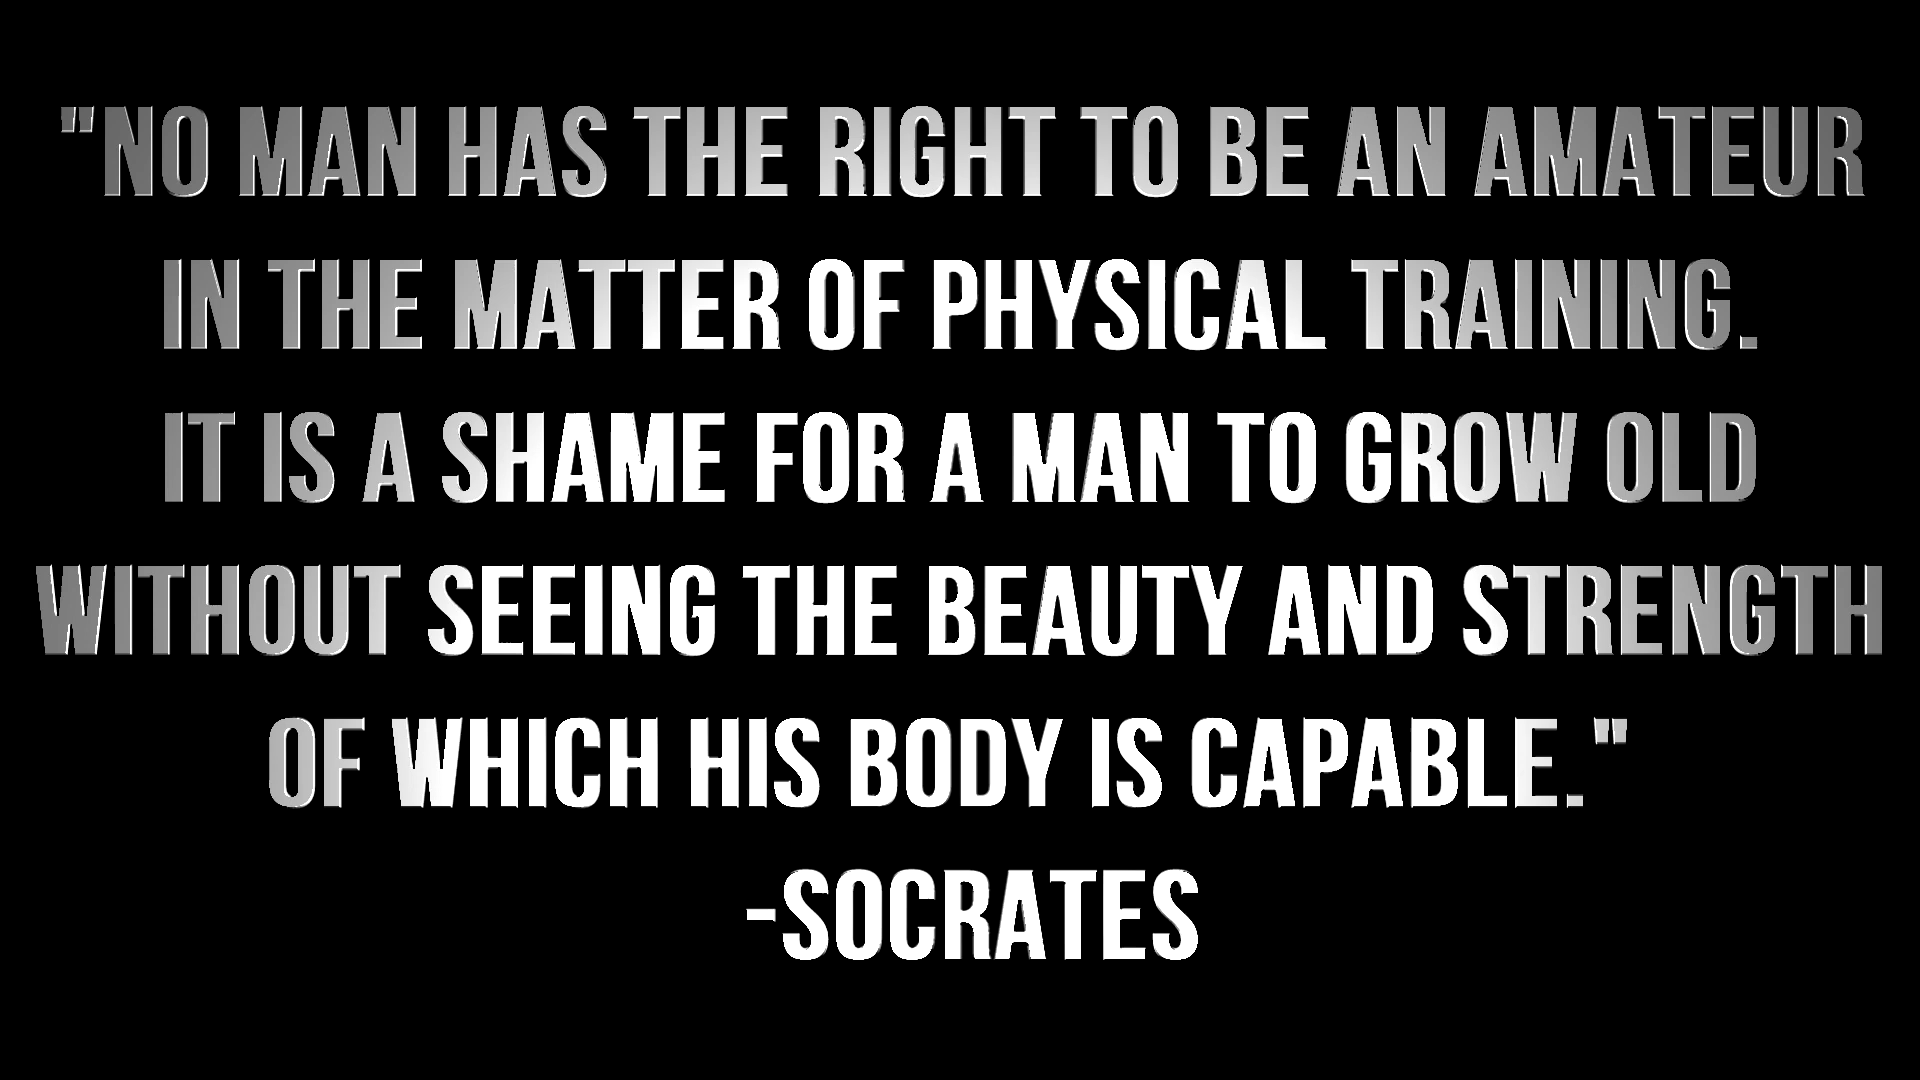 "NO MAN HAS THE RIGHT TO BE AN AMATEUR
IN THE MATTER OF PHYSICAL TRAINING.
IT IS A SHAME FOR A MAN TO GROW OLD
WITHOUT SEEING THE BEAUTY AND STRENGTH
OF WHICH HIS BODY IS CAPABLE."
-SOCRATES